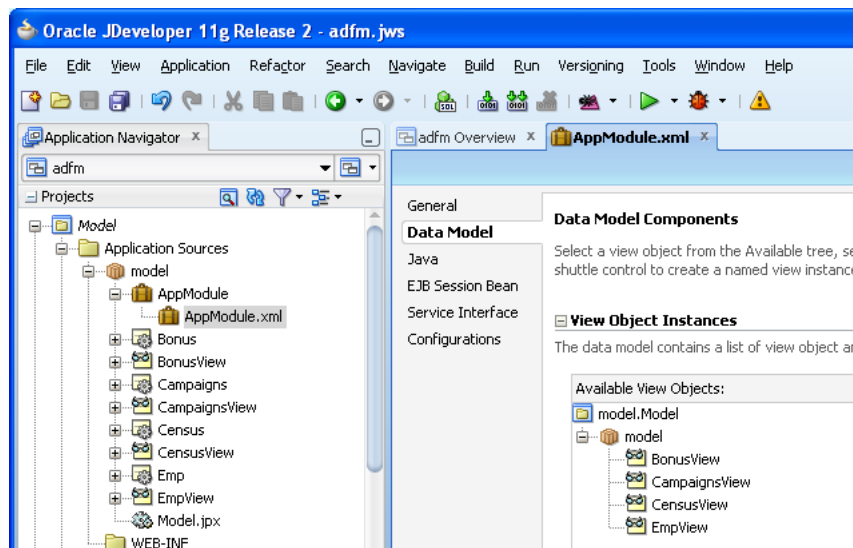 Oracle JDeveloper 11g Release 2 - adfm.jws
File Edit View Application Refactor Search Navigate Build Run Versioning Tools Window Help
SQL 010 010
Application Navigator x
adfm
Projects
Model
Application Sources
model
AppModule
AppModule.xml
Bonus
BonusView
Campaigns
CampaignsView
Census
CensusView
Emp
EmpView
Model.jpx
WEB-INF
adfm Overview x AppModule.xml x
General
Data Model
Java
EJB Session Bean
Service Interface
Configurations
Data Model Components
Select a view object from the Available tree, se
shuttle control to create a named view instance
View Object Instances
The data model contains a list of view object a
Available View Objects:
model.Model
model
BonusView
CampaignsView
CensusView
EmpView